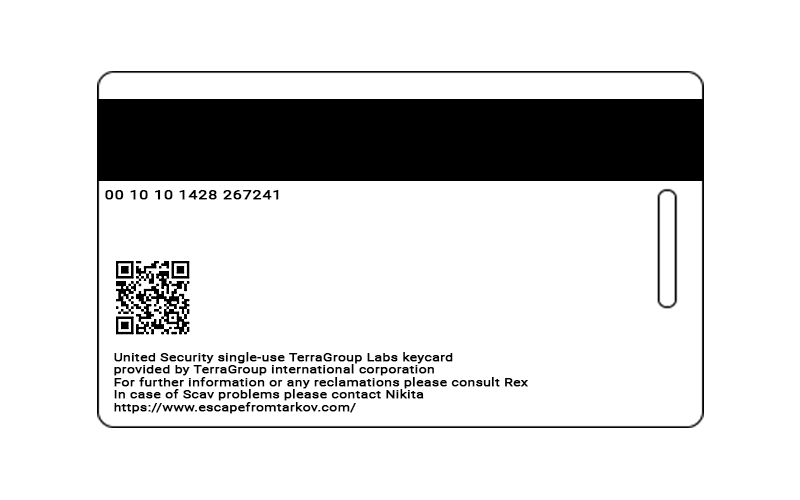 00 10 10 1428 267241
United Security single-use TerraGroup Labs keycard
provided by TerraGroup international corporation
For further information or any reclamations please consult Rex
In case of Scav problems please contact Nikita
https://www.escapefromtarkov.com/